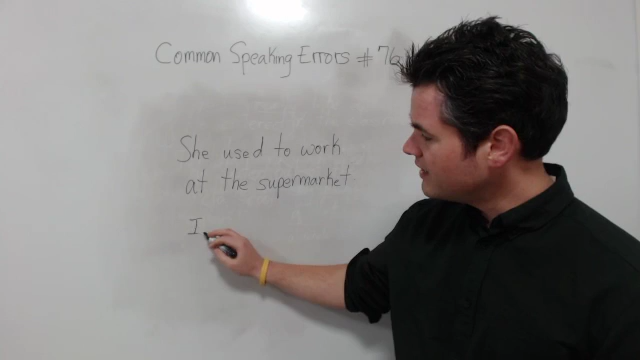 Common Speaking Errors # 76
She used to work
at the supermarket
I